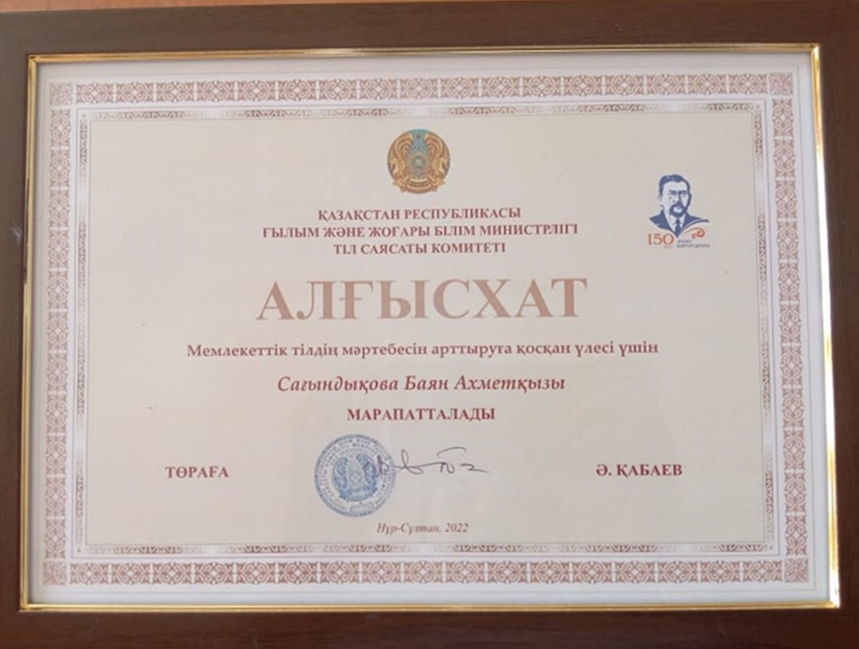 ҚАЗАҚСТАН РЕСПУБЛИКАСЫ
ҒЫЛЫМ ЖӘНЕ ЖОҒАРЫ БІЛІМ МИНИСТРЛІГІ
ТІЛ САЯСАТЫ КОМИТЕТІ
150
АЛҒЫСХАТ
Мемлекеттік тілдің мәртебесін арттыруға қосқан үлесі үшін
Сағындықова Баян Ахметқызы
МАРАПАТТАЛАДЫ
ТӨРАҒА
Ә. ҚАБАЕВ
Нұр-Сұлтан, 2022